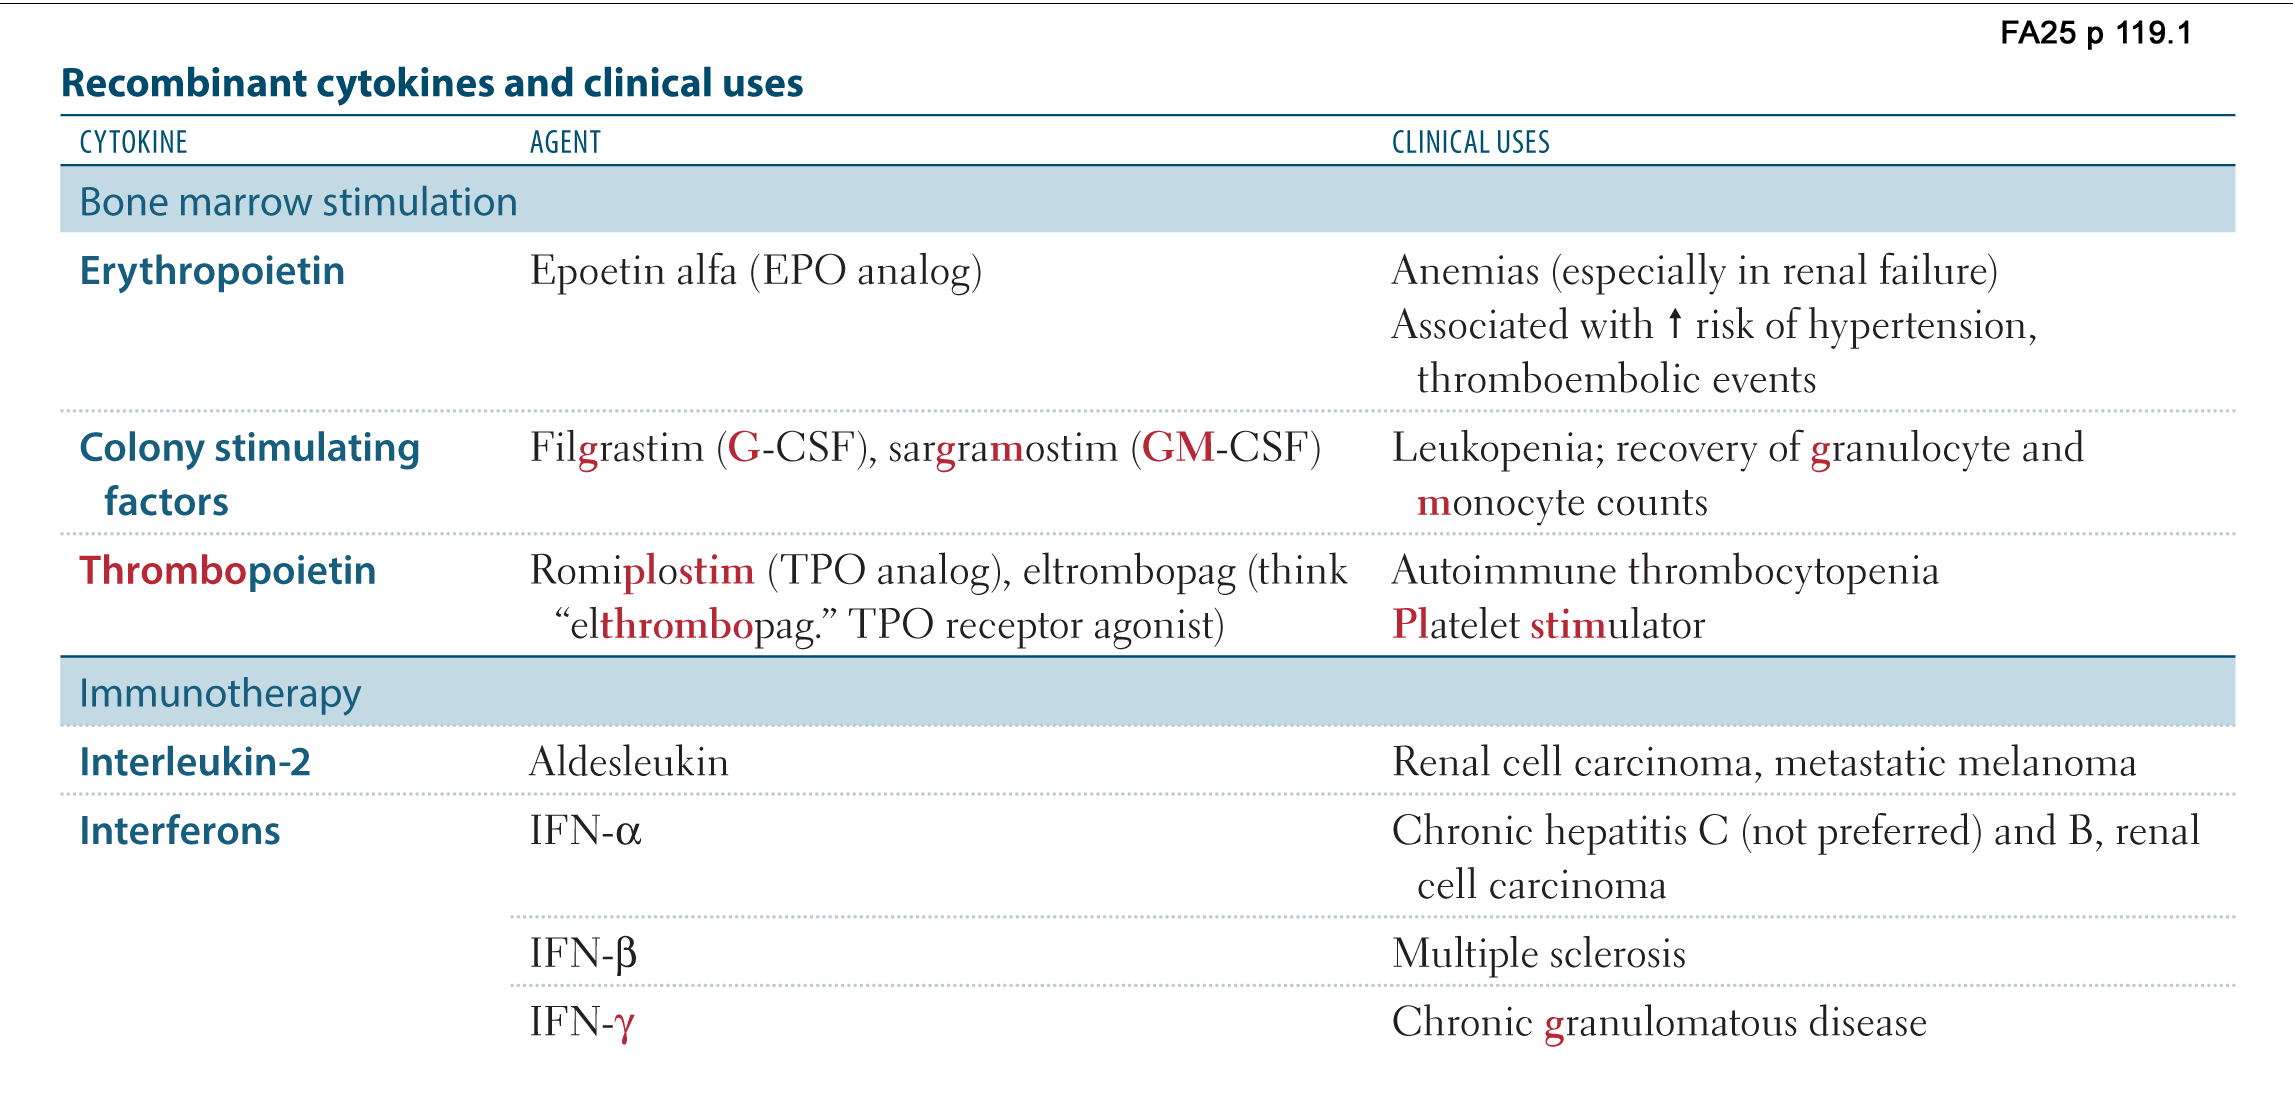 FA25 p 119.1
Recombinant cytokines and clinical uses
CYTOKINE AGENT CLINICAL USES
Bone marrow stimulation
Erythropoietin Epoetin alfa (EPO analog) Anemias (especially in renal failure)
Associated with ↑ risk of hypertension,
thromboembolic events
Colony stimulating Filgrastim (G-CSF), sargramostim (GM-CSF) Leukopenia; recovery of granulocyte and
factors monocyte counts
Thrombopoietin Romiplostim (TPO analog), eltrombopag (think Autoimmune thrombocytopenia
“elthrombopag.” TPO receptor agonist) Platelet stimulator
Immunotherapy
Interleukin-2 Aldesleukin Renal cell carcinoma, metastatic melanoma
Interferons IFN-α Chronic hepatitis C (not preferred) and B, renal
cell carcinoma
IFN-β Multiple sclerosis
IFN-γ Chronic granulomatous disease